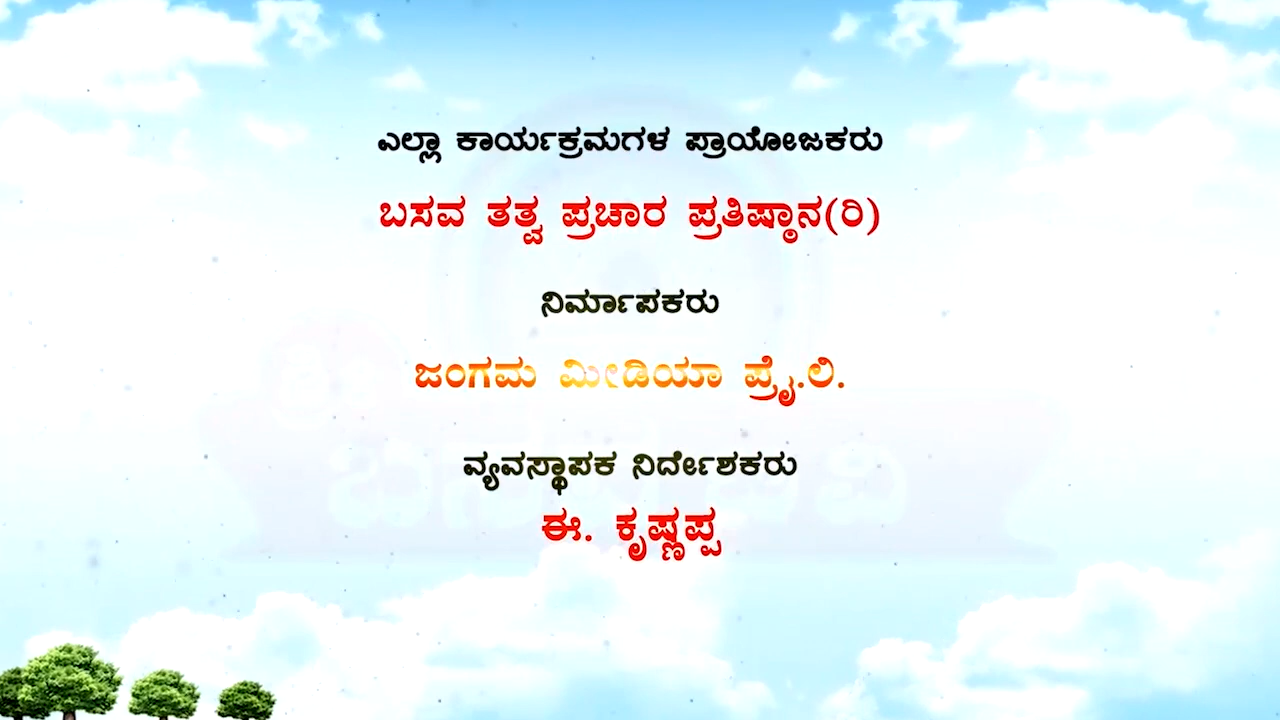 ಎಲ್ಲಾ ಕಾರ್ಯಕ್ರಮಗಳ ಪ್ರಾಯೋಜಕರು
ಬಸವ ತತ್ವ ಪ್ರಚಾರ ಪ್ರತಿಷ್ಠಾನ(ರಿ)
ನಿರ್ಮಾಪಕರು
ಜಂಗಮ ಮೀಡಿಯಾ ಪ್ರೈ.ಲಿ.
ವ್ಯವಸ್ಥಾಪಕ ನಿರ್ದೇಶಕರು
ಈ. ಕೃಷ್ಣಪ್ಪ